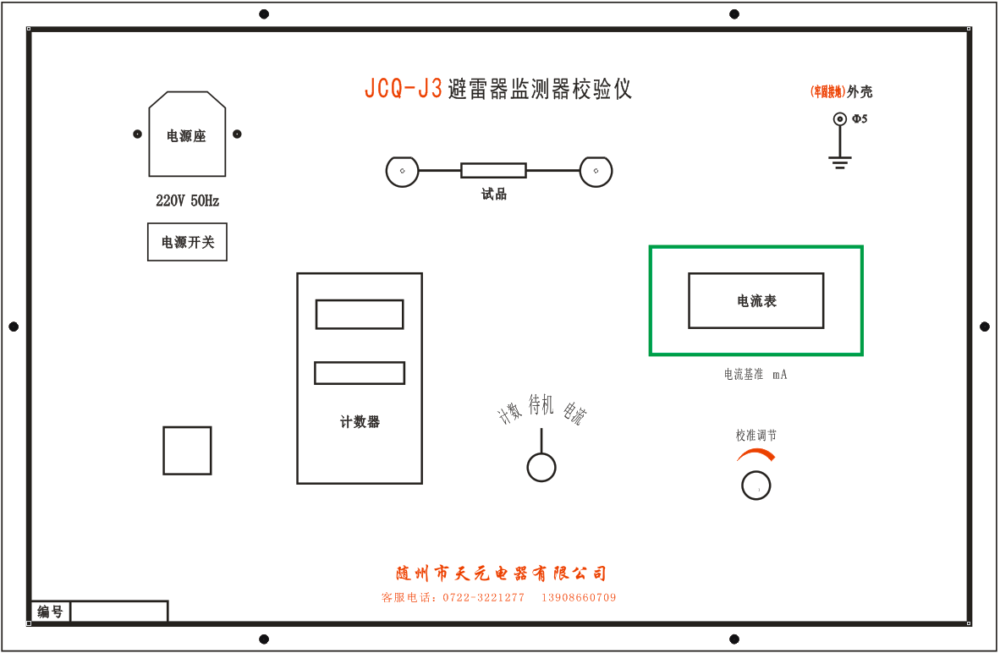 JCQ-J3避雷器监测器校验仪
(牢固接地)外壳
Φ5
电源座
试品
220V 50Hz
电源开关
电流表
电流基准 mA
计数 待机 电流
计数器
校准调节
随州市天元电器有限公司
客服电话：0722-3221277 13908660709
编号